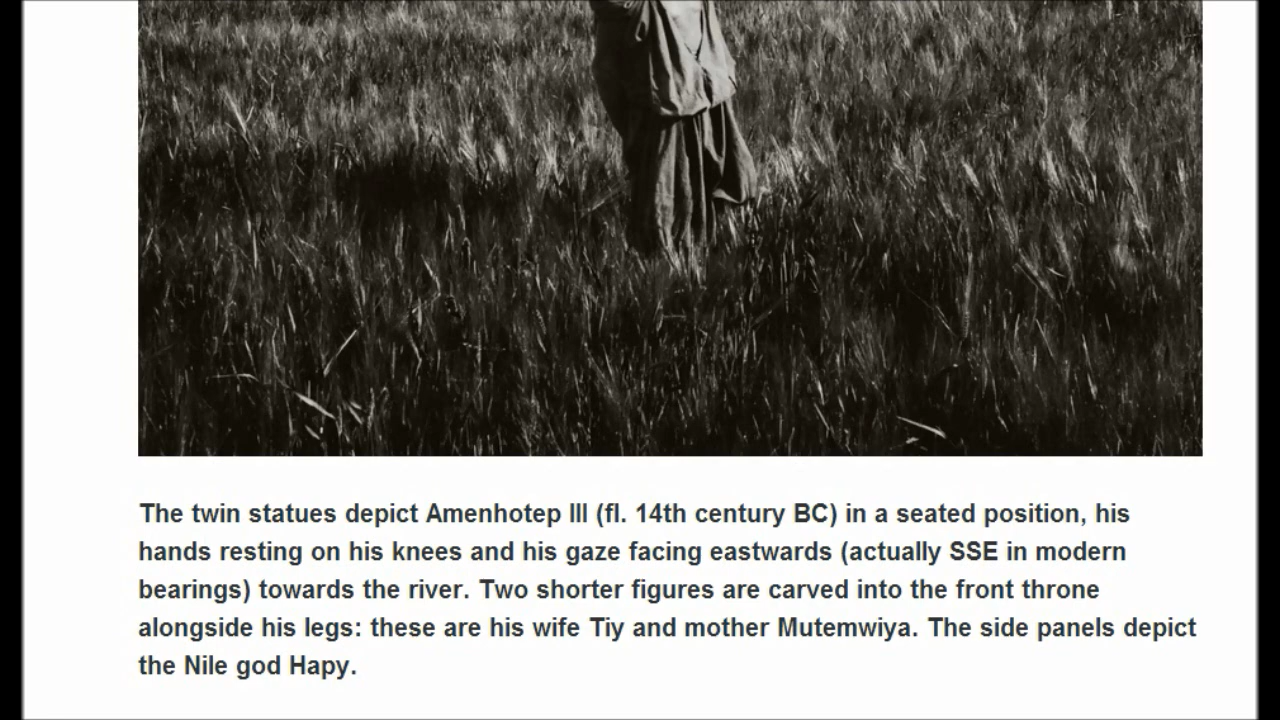 The twin statues depict Amenhotep III (fl. 14th century BC) in a seated position, his
hands resting on his knees and his gaze facing eastwards (actually SSE in modern
bearings) towards the river. Two shorter figures are carved into the front throne
alongside his legs: these are his wife Tiy and mother Mutemwiya. The side panels depict
the Nile god Hapy.